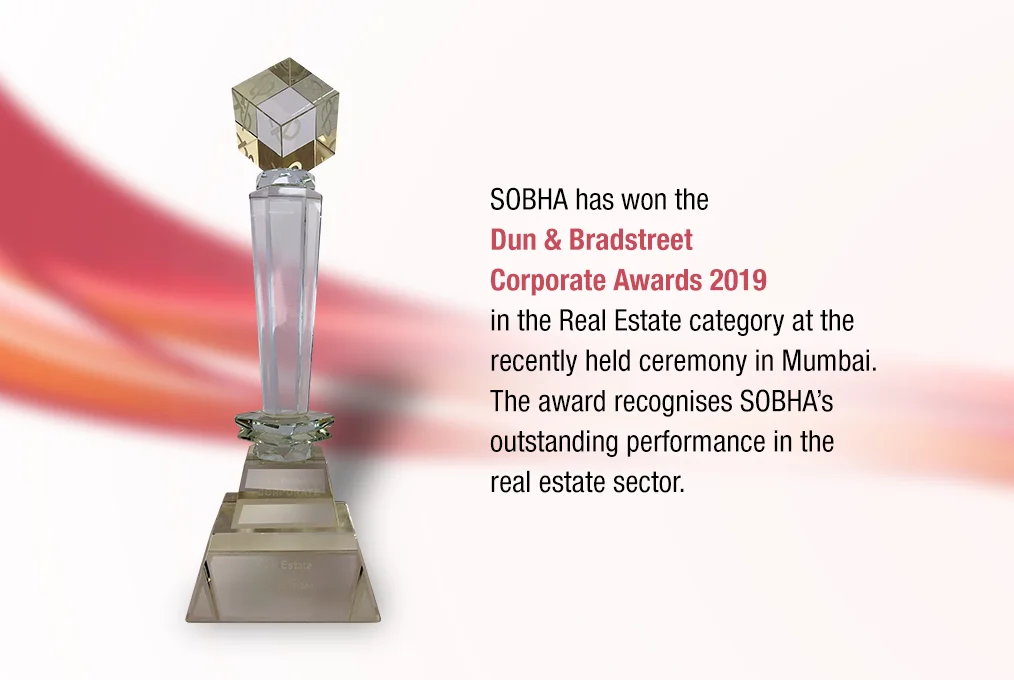 SOBHA has won the
Dun & Bradstreet
Corporate Awards 2019
in the Real Estate category at the
recently held ceremony in Mumbai.
The award recognises SOBHA’s
outstanding performance in the
real estate sector.
Estate